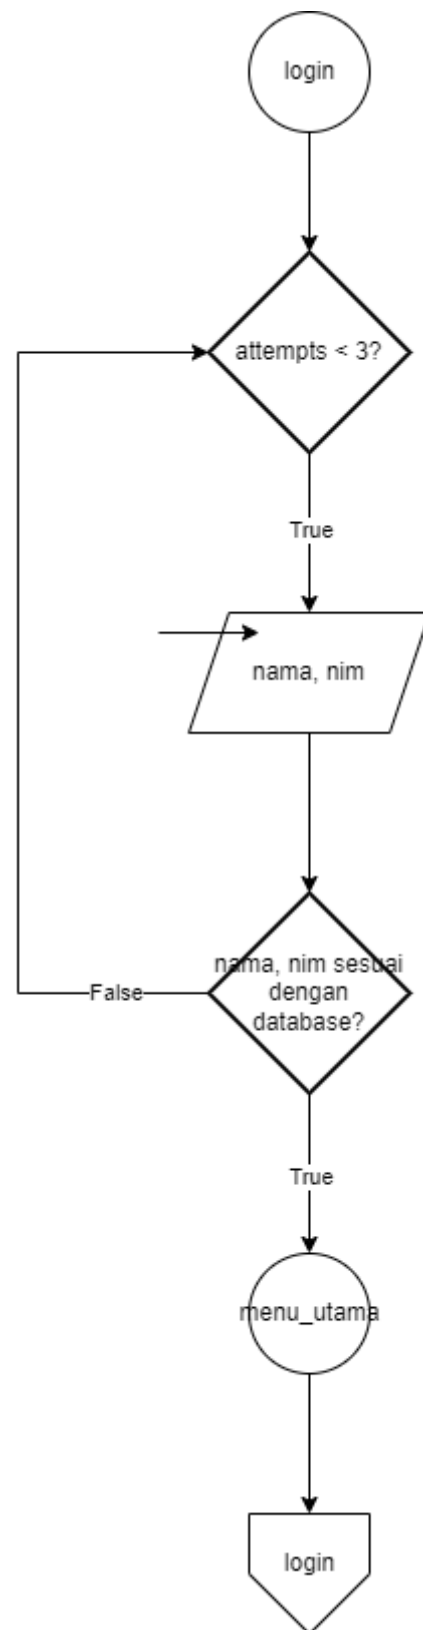 login
attempts < 3?
True
nama, nim
nama, nim sesuai
dengan
database?
False
True
menu_utama
login